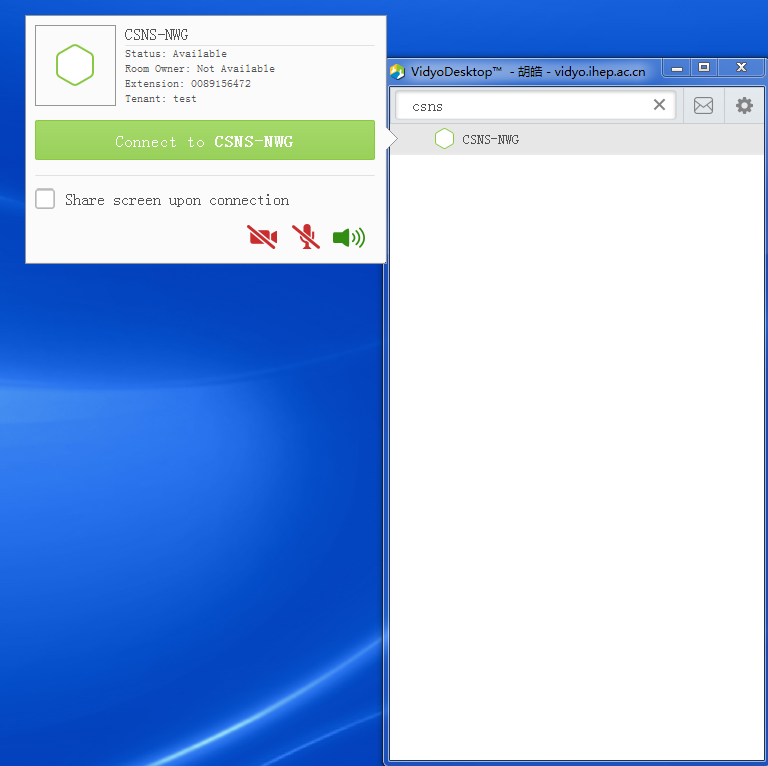 CSNS-NWG
Status: Available
Room Owner: Not Available
Extension: 0089156472
Tenant: test
Connect to CSNS-NWG
Share screen upon connection
VidyoDesktop™ - 胡皓 - vidyo.ihep.ac.cn
csns
CSNS-NWG